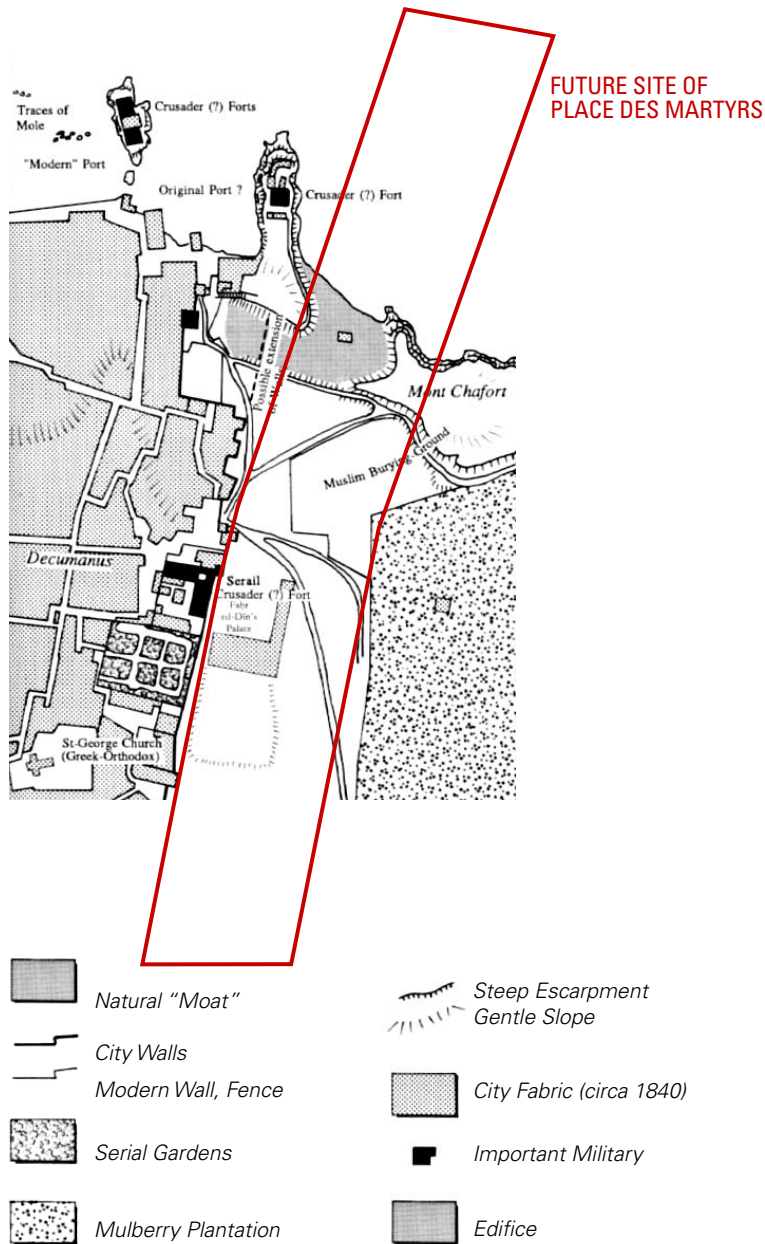 FUTURE SITE OF
PLACE DES MARTYRS
Traces of
Mole
Crusader (?) Forts
"Modern" Port
Original Port ?
Crusader (?) Fort
Possible extension
of Walls
Mont Chafort
Muslim Burying-Ground
Decumanus
Serail
Crusader (?) Fort
Fahr
ed-Din's
Palace
St-George Church
(Greek-Orthodox)
Natural “Moat”
City Walls
Modern Wall, Fence
Serial Gardens
Mulberry Plantation
Steep Escarpment
Gentle Slope
City Fabric (circa 1840)
Important Military
Edifice